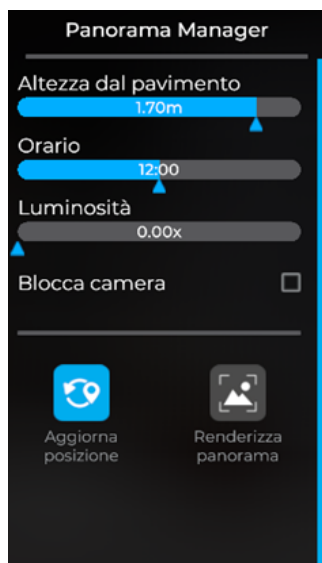 Panorama Manager
Altezza dal pavimento
1.70m
Orario
12:00
Luminosità
0.00x
Blocca camera
Aggiorna
posizione
Renderizza
panorama